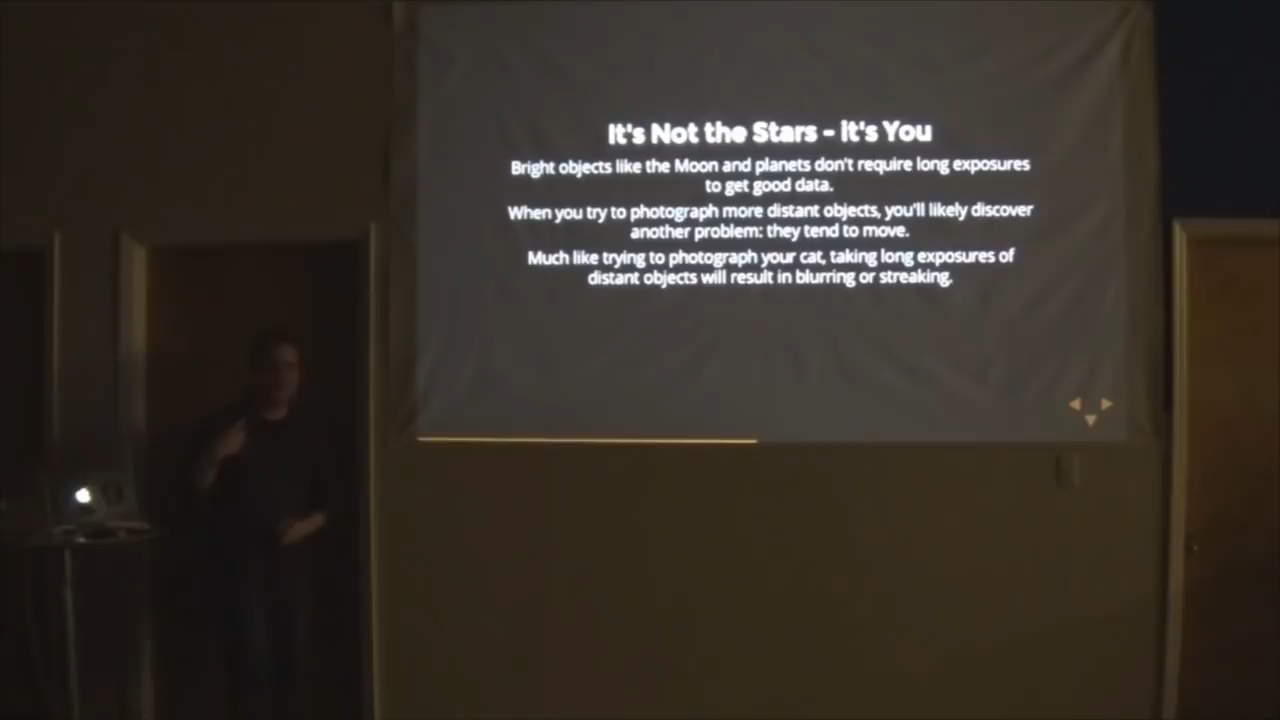 It's Not the Stars - it's You
Bright objects like the Moon and planets don't require long exposures
to get good data.
When you try to photograph more distant objects, you'll likely discover
another problem: they tend to move.
Much like trying to photograph your cat, taking long exposures of
distant objects will result in blurring or streaking.